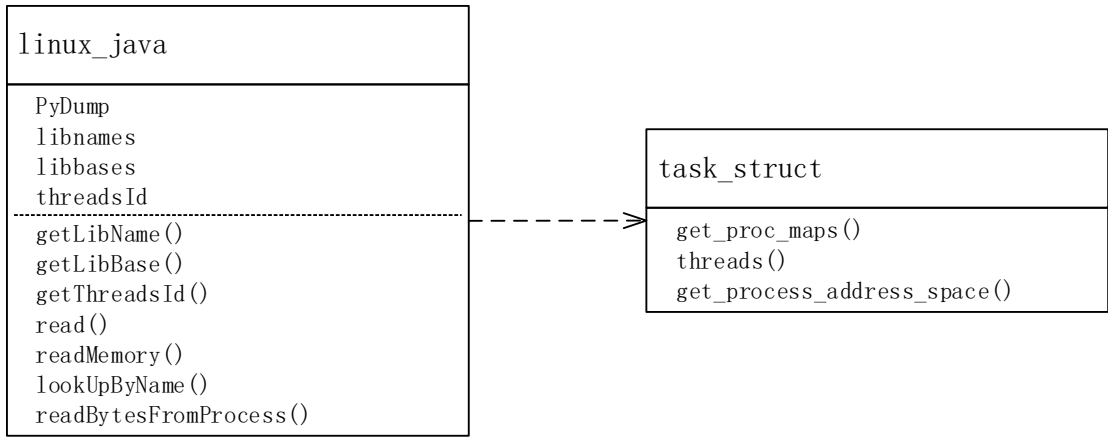 linux_java
PyDump
libnames
libbases
threadsId
getLibName()
getLibBase()
getThreadsId()
read()
readMemory()
lookUpByName()
readBytesFromProcess()
task_struct
get_proc_maps()
threads()
get_process_address_space()